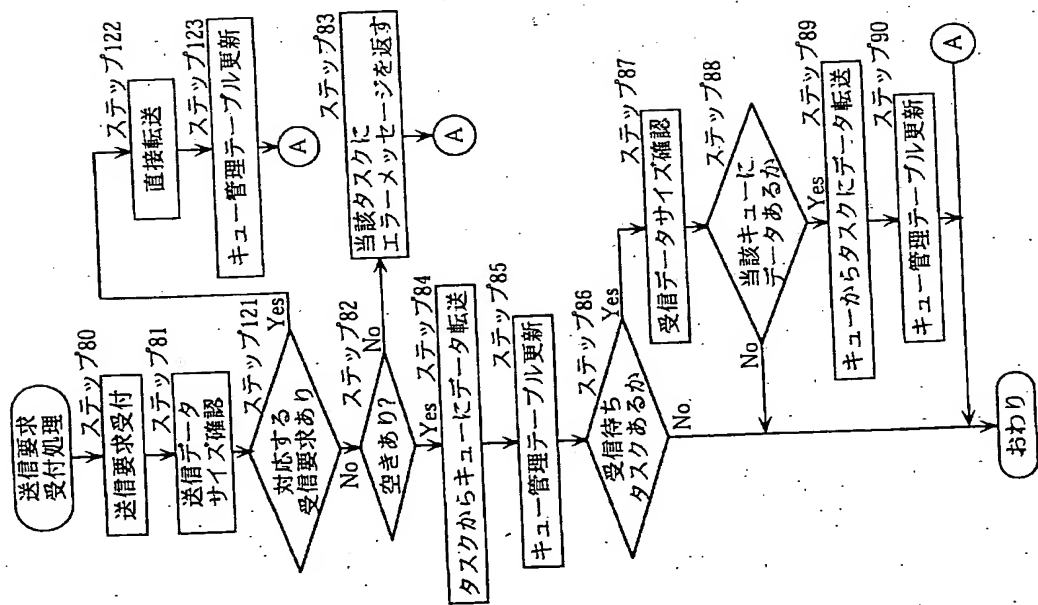 送信要求
受付処理
ステップ80
送信要求受付
ステップ81
送信データ
サイズ確認
ステップ121
対応する
受信要求あり
Yes
No
ステップ122
直接転送
ステップ123
キュー管理テーブル更新
A
ステップ82
空きあり?
No
Yes
ステップ83
当該タスクに
エラーメッセージを返す
A
ステップ84
タスクからキューにデータ転送
ステップ85
キュー管理テーブル更新
ステップ86
受信待ち
タスクあるか
Yes
No
ステップ87
受信データサイズ確認
ステップ88
当該キューに
データあるか
No
Yes
ステップ89
キューからタスクにデータ転送
ステップ90
キュー管理テーブル更新
A
おわり